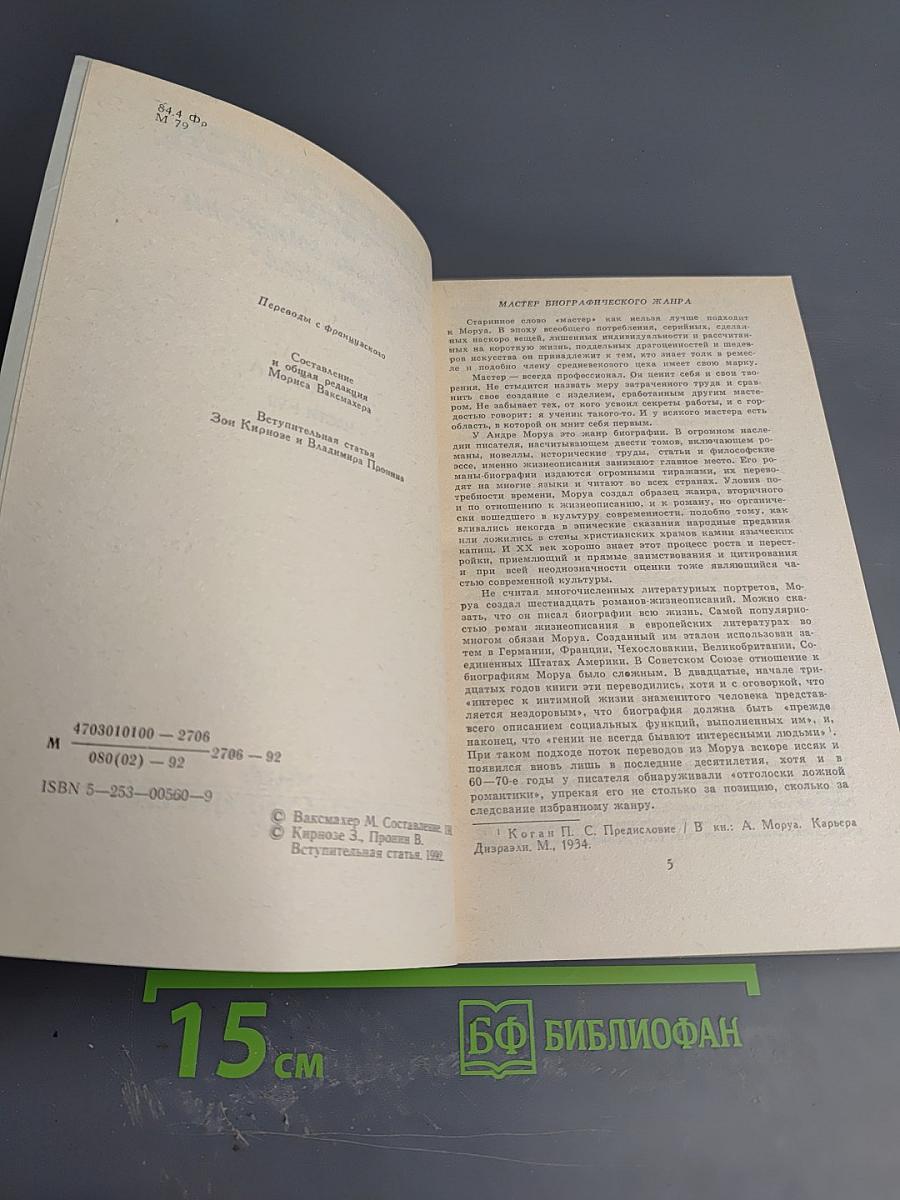 84.4 Фр
М 79
Переводы с французского
Составление
и общая редакция
Мориса Ваксмахера
Вступительная статья
Зои Кирнозе и Владимира Пронина
М
4703010100 — 2706
080(02) — 92
2706 — 92
ISBN 5—253—00560—9
© Ваксмахер М. Составление,
© Кирнозе З., Пронин В.
Вступительная статья, 1992
МАСТЕР БИОГРАФИЧЕСКОГО ЖАНРА
Старинное слово «мастер» как нельзя лучше подходит
к Моруа. В эпоху всеобщего потребления, серийных, сделан-
ных наскоро вещей, лишенных индивидуальности и рассчитан-
ных на короткую жизнь, поддельных драгоценностей и шедев-
ров искусства он принадлежит к тем, кто знает толк в ремес-
ле и подобно члену средневекового цеха имеет свою марку.
Мастер — всегда профессионал. Он ценит себя и свои тво-
рения. Не стыдится назвать меру затраченного труда и срав-
нить свое создание с изделием, сработанным другим масте-
ром. Не забывает тех, от кого усвоил секреты работы, и с гор-
достью говорит: я ученик такого-то. И у всякого мастера есть
область, в которой он мнит себя первым.
У Андре Моруа это жанр биографии. В огромном насле-
дии писателя, насчитывающем двести томов, включающем ро-
маны, новеллы, исторические труды, статьи и философские
эссе, именно жизнеописания занимают главное место. Его ро-
маны-биографии издаются огромными тиражами, их перево-
дят на многие языки и читают во всех странах. Уловив по-
требности времени, Моруа создал образец жанра, вторичного
и по отношению к жизнеописанию, и к роману, но органиче-
ски вошедшего в культуру современности, подобно тому, как
вливались некогда в эпические сказания народные предания
или ложились в стены христианских храмов камни языческих
капищ. И XX век хорошо знает этот процесс роста и перест-
ройки, приемлющий и прямые заимствования и цитирования
и при всей неоднозначности оценки тоже являющийся ча-
стью современной культуры.
Не считая многочисленных литературных портретов, Мо-
руа создал шестнадцать романов-жизнеописаний. Можно ска-
зать, что он писал биографии всю жизнь. Самой популярно-
стью роман жизнеописания в европейских литературах во
многом обязан Моруа. Созданный им эталон использован за-
тем в Германии, Франции, Чехословакии, Великобритании, Со-
единенных Штатах Америки. В Советском Союзе отношение к
биографиям Моруа было сложным. В двадцатые, начале три-
дцатых годов книги эти переводились, хотя и с оговоркой, что
«интерес к интимной жизни знаменитого человека представ-
ляется нездоровым», что биография должна быть «прежде
всего описанием социальных функций, выполненных им», и,
наконец, что «гении не всегда бывают интересными людьми»¹.
При таком подходе поток переводов из Моруа вскоре иссяк и
появился вновь лишь в последние десятилетия, хотя и в
60—70-е годы у писателя обнаруживали «отголоски ложной
романтики», упрекая его не столько за позицию, сколько за
следование избранному жанру.
¹ Коган П. С. Предисловие / В кн.: А. Моруа. Карьера
Дизраэли. М., 1934.
5
15 см
БФ БИБЛИОФАН